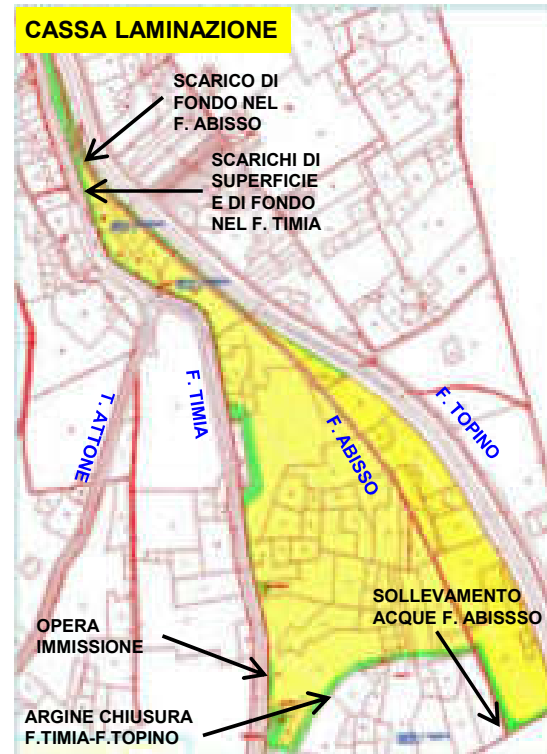 CASSA LAMINAZIONE
SCARICO DI
FONDO NEL
F. ABISSO
SCARICHI DI
SUPERFICIE
E DI FONDO
NEL F. TIMIA
T. ATTONE
F. TIMIA
F. ABISSO
F. TOPINO
SOLLEVAMENTO
ACQUE F. ABISSSO
OPERA
IMMISSIONE
ARGINE CHIUSURA
F.TIMIA-F.TOPINO